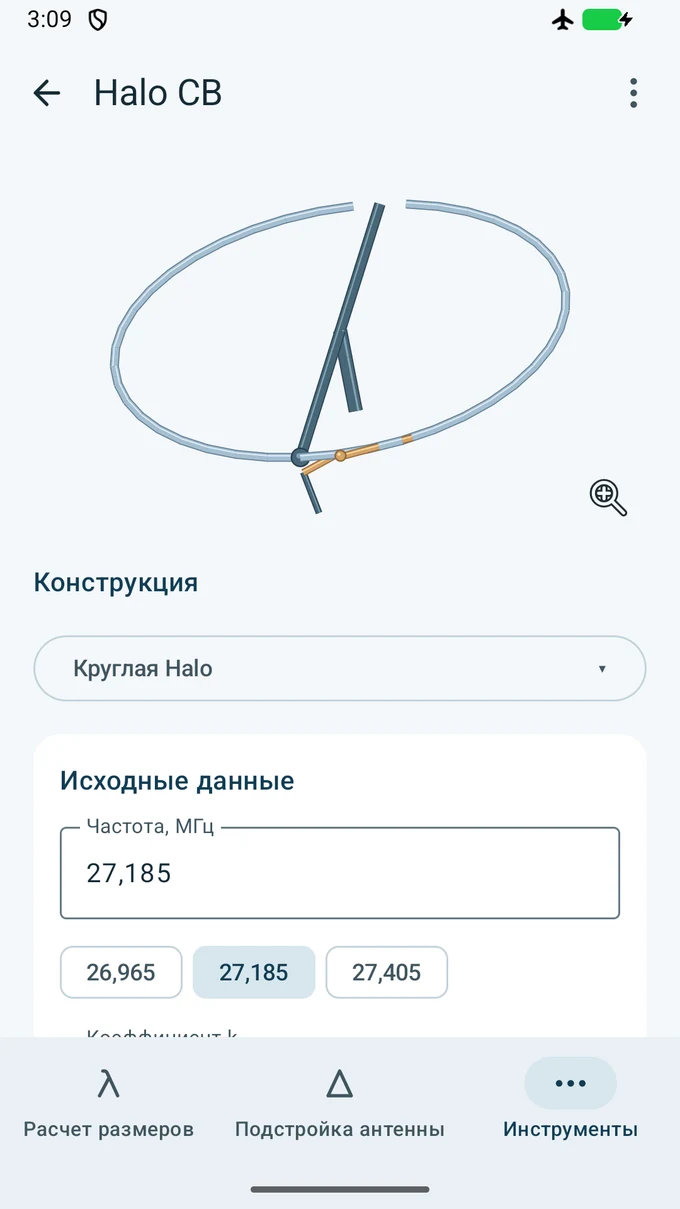 3:09
Halo CB
Конструкция
Круглая Halo
Исходные данные
Частота, МГц
27,185
26,965 27,185 27,405
Коэффициент k
λ Δ
Расчет размеров Подстройка антенны Инструменты